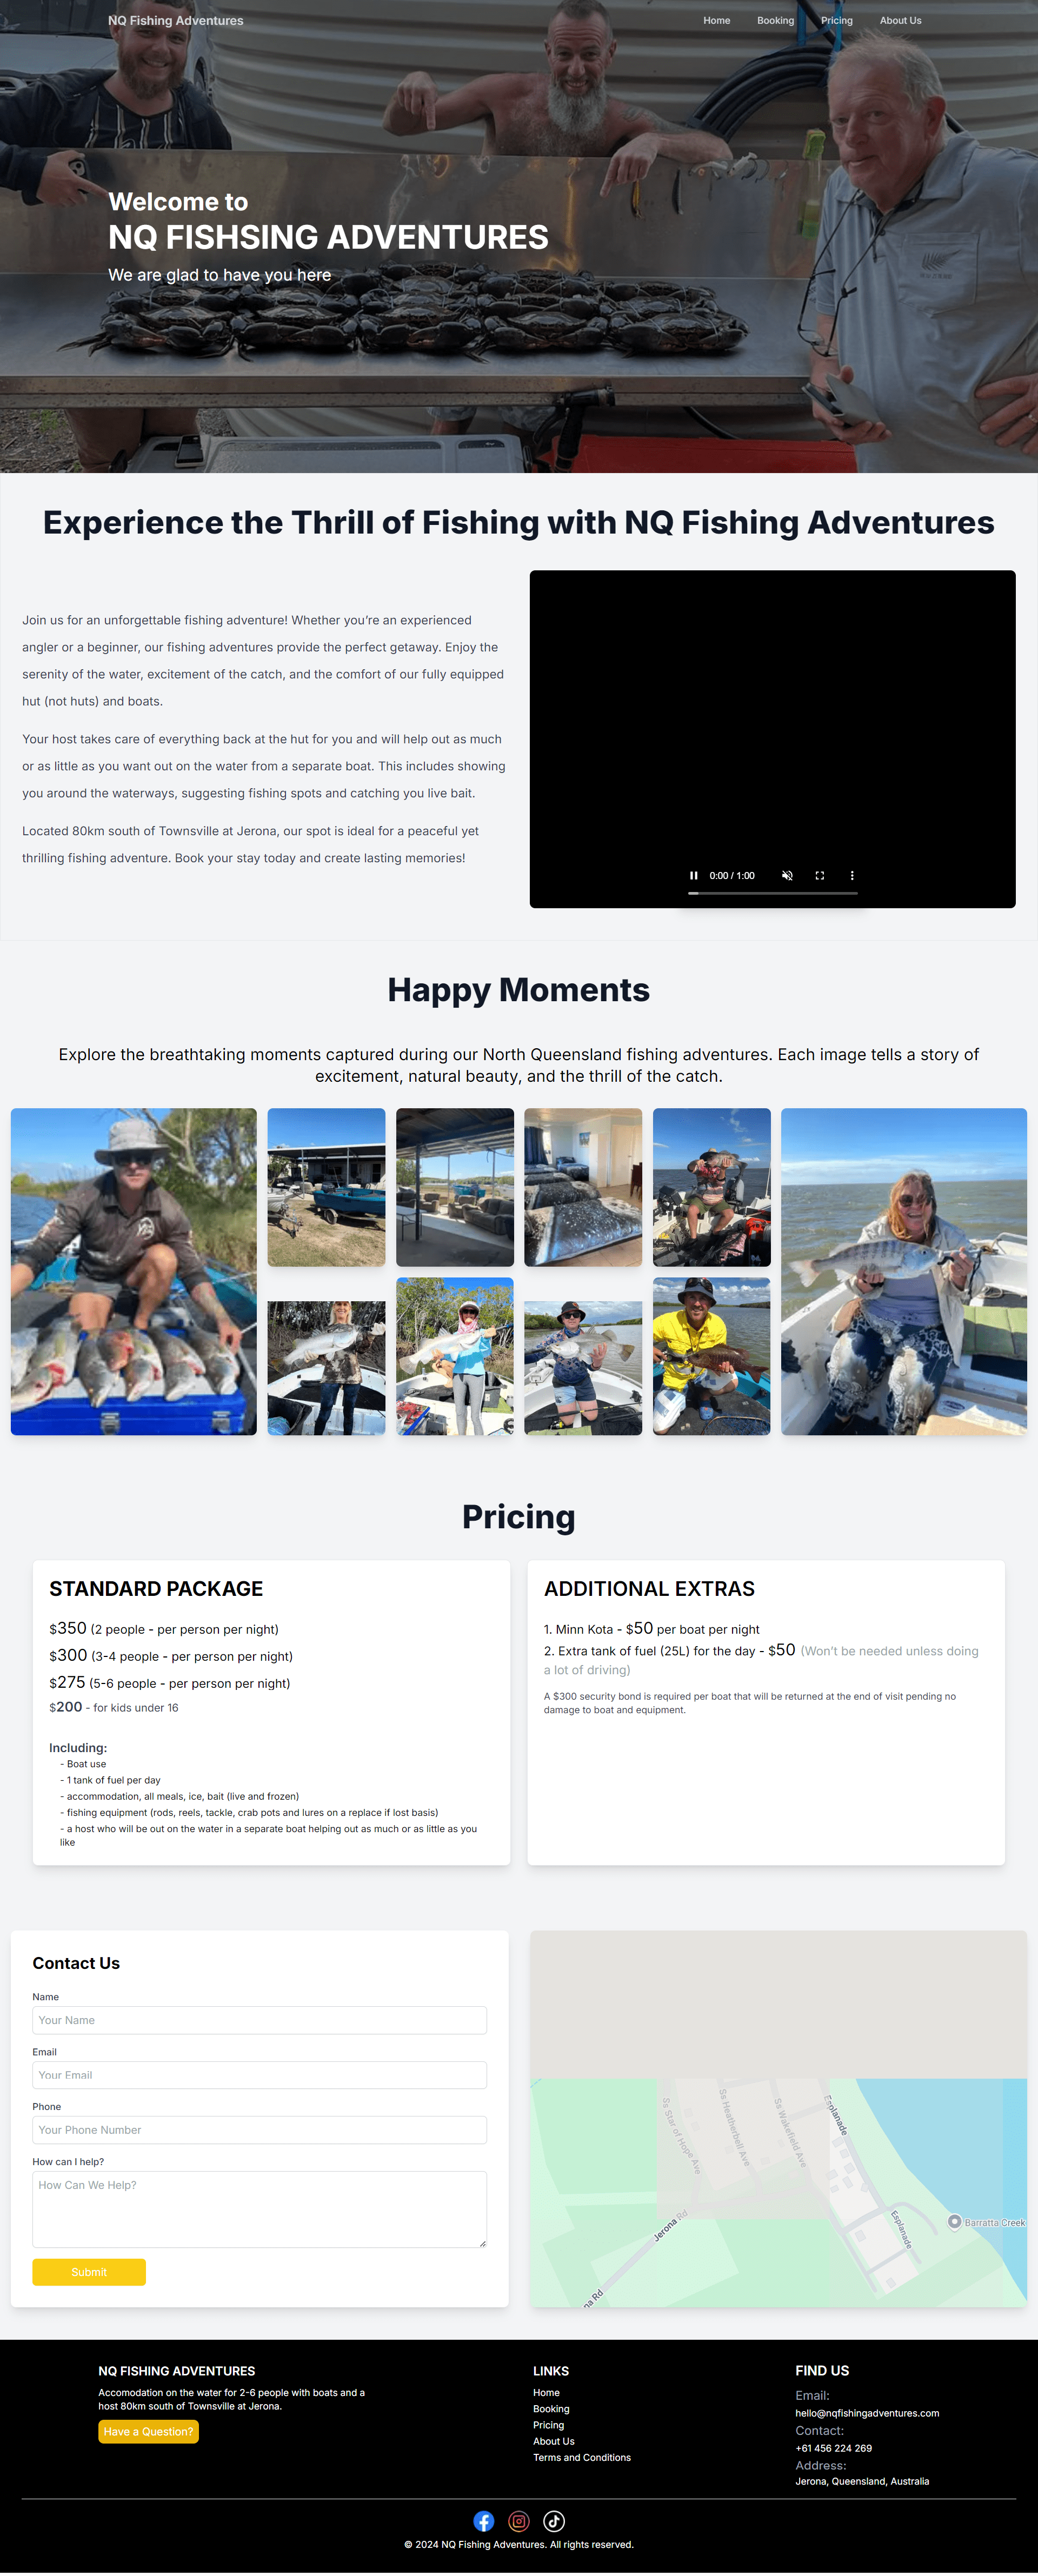 NQ Fishing Adventures
Home Booking Pricing About Us
Welcome to
NQ FISHSING ADVENTURES
We are glad to have you here
Experience the Thrill of Fishing with NQ Fishing Adventures
Join us for an unforgettable fishing adventure! Whether you’re an experienced
angler or a beginner, our fishing adventures provide the perfect getaway. Enjoy the
serenity of the water, excitement of the catch, and the comfort of our fully equipped
hut (not huts) and boats.
Your host takes care of everything back at the hut for you and will help out as much
or as little as you want out on the water from a separate boat. This includes showing
you around the waterways, suggesting fishing spots and catching you live bait.
Located 80km south of Townsville at Jerona, our spot is ideal for a peaceful yet
thrilling fishing adventure. Book your stay today and create lasting memories!
0:00 / 1:00
Happy Moments
Explore the breathtaking moments captured during our North Queensland fishing adventures. Each image tells a story of
excitement, natural beauty, and the thrill of the catch.
Pricing
STANDARD PACKAGE
$350 (2 people - per person per night)
$300 (3-4 people - per person per night)
$275 (5-6 people - per person per night)
$200 - for kids under 16
Including:
- Boat use
- 1 tank of fuel per day
- accommodation, all meals, ice, bait (live and frozen)
- fishing equipment (rods, reels, tackle, crab pots and lures on a replace if lost basis)
- a host who will be out on the water in a separate boat helping out as much or as little as you
like
ADDITIONAL EXTRAS
1. Minn Kota - $50 per boat per night
2. Extra tank of fuel (25L) for the day - $50 (Won’t be needed unless doing
a lot of driving)
A $300 security bond is required per boat that will be returned at the end of visit pending no
damage to boat and equipment.
Contact Us
Name
Your Name
Email
Your Email
Phone
Your Phone Number
How can I help?
How Can We Help?
Submit
Ss Star of Hope Ave
Ss Heatherbell Ave
Ss Wakefield Ave
Esplanade
Jerona Rd
Esplanade
Barratta Creek
na Rd
NQ FISHING ADVENTURES
Accomodation on the water for 2-6 people with boats and a
host 80km south of Townsville at Jerona.
Have a Question?
LINKS
Home
Booking
Pricing
About Us
Terms and Conditions
FIND US
Email:
hello@nqfishingadventures.com
Contact:
+61 456 224 269
Address:
Jerona, Queensland, Australia
© 2024 NQ Fishing Adventures. All rights reserved.